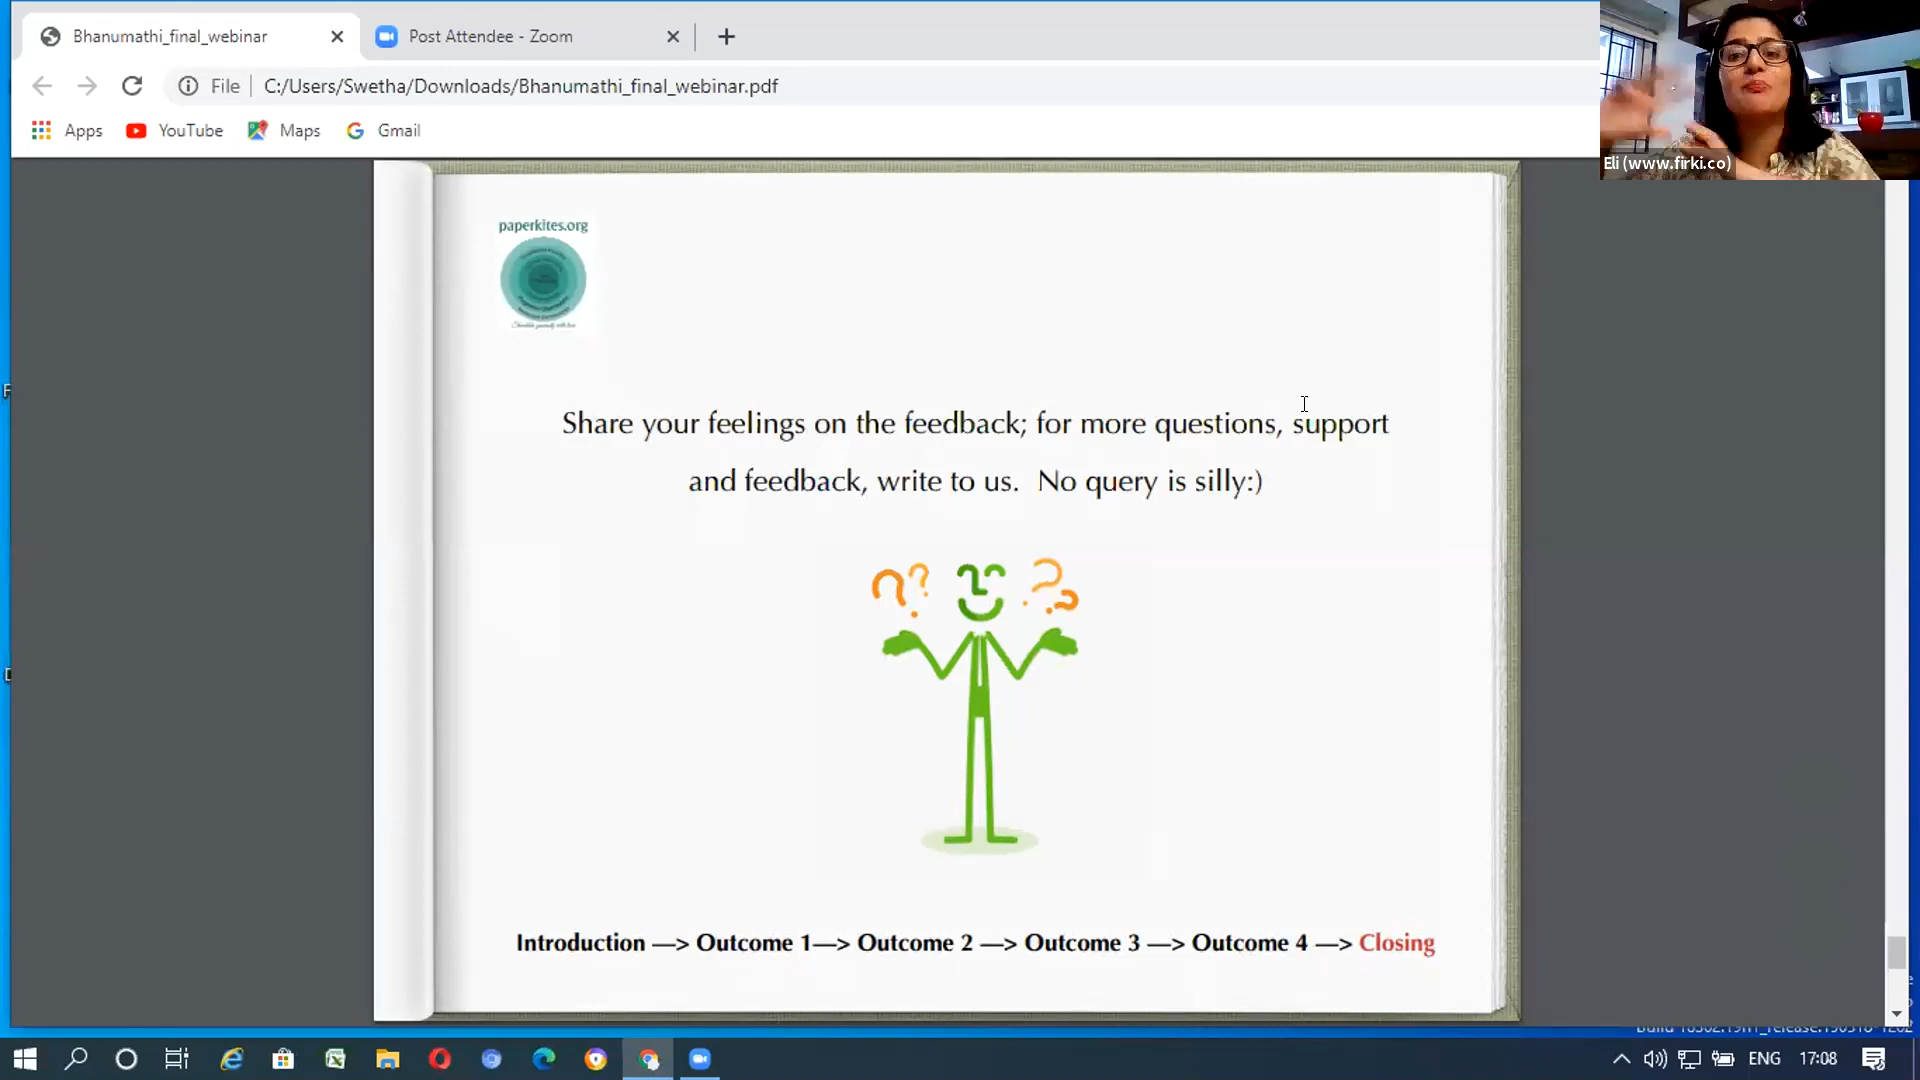 Bhanumathi_final_webinar
Post Attendee - Zoom
File
C:/Users/Swetha/Downloads/Bhanumathi_final_webinar.pdf
Apps
YouTube
Maps
Gmail
Eli (www.firki.co)
paperkites.org
Share your feelings on the feedback; for more questions, support
and feedback, write to us. No query is silly:)
Introduction —> Outcome 1—> Outcome 2 —> Outcome 3 —> Outcome 4 —> Closing
ENG
17:08